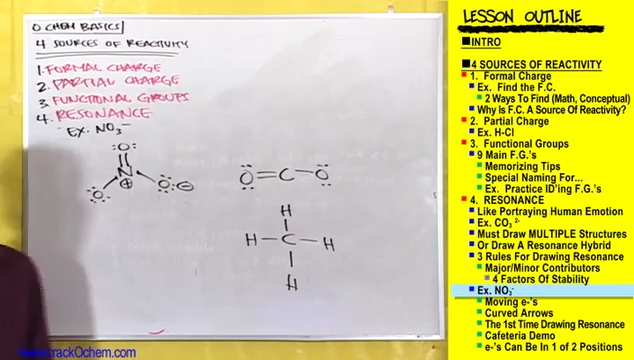 O CHEM BASICS
4 SOURCES OF REACTIVITY
1. FORMAL CHARGE
2. PARTIAL CHARGE
3. FUNCTIONAL GROUPS
4. RESONANCE
EX. NO₃⁻
O
N ⊕
O O ⊖
O=C-O
H
H-C-H
H
crackOchem.com
LESSON OUTLINE
INTRO
4 SOURCES OF REACTIVITY
1. Formal Charge
Ex. Find the F.C.
2 Ways To Find (Math, Conceptual)
Why Is F.C. A Source Of Reactivity?
2. Partial Charge
Ex. H-Cl
3. Functional Groups
9 Main F.G.'s
Memorizing Tips
Special Naming For...
Ex. Practice ID'ing F.G.'s
4. RESONANCE
Like Portraying Human Emotion
Ex. CO₃ ²⁻
Must Draw MULTIPLE Structures
Or Draw A Resonance Hybrid
3 Rules For Drawing Resonance
Major/Minor Contributors
4 Factors Of Stability
Ex. NO₃⁻
Moving e-'s
Curved Arrows
The 1st Time Drawing Resonance
Cafeteria Demo
e-'s Can Be In 1 of 2 Positions